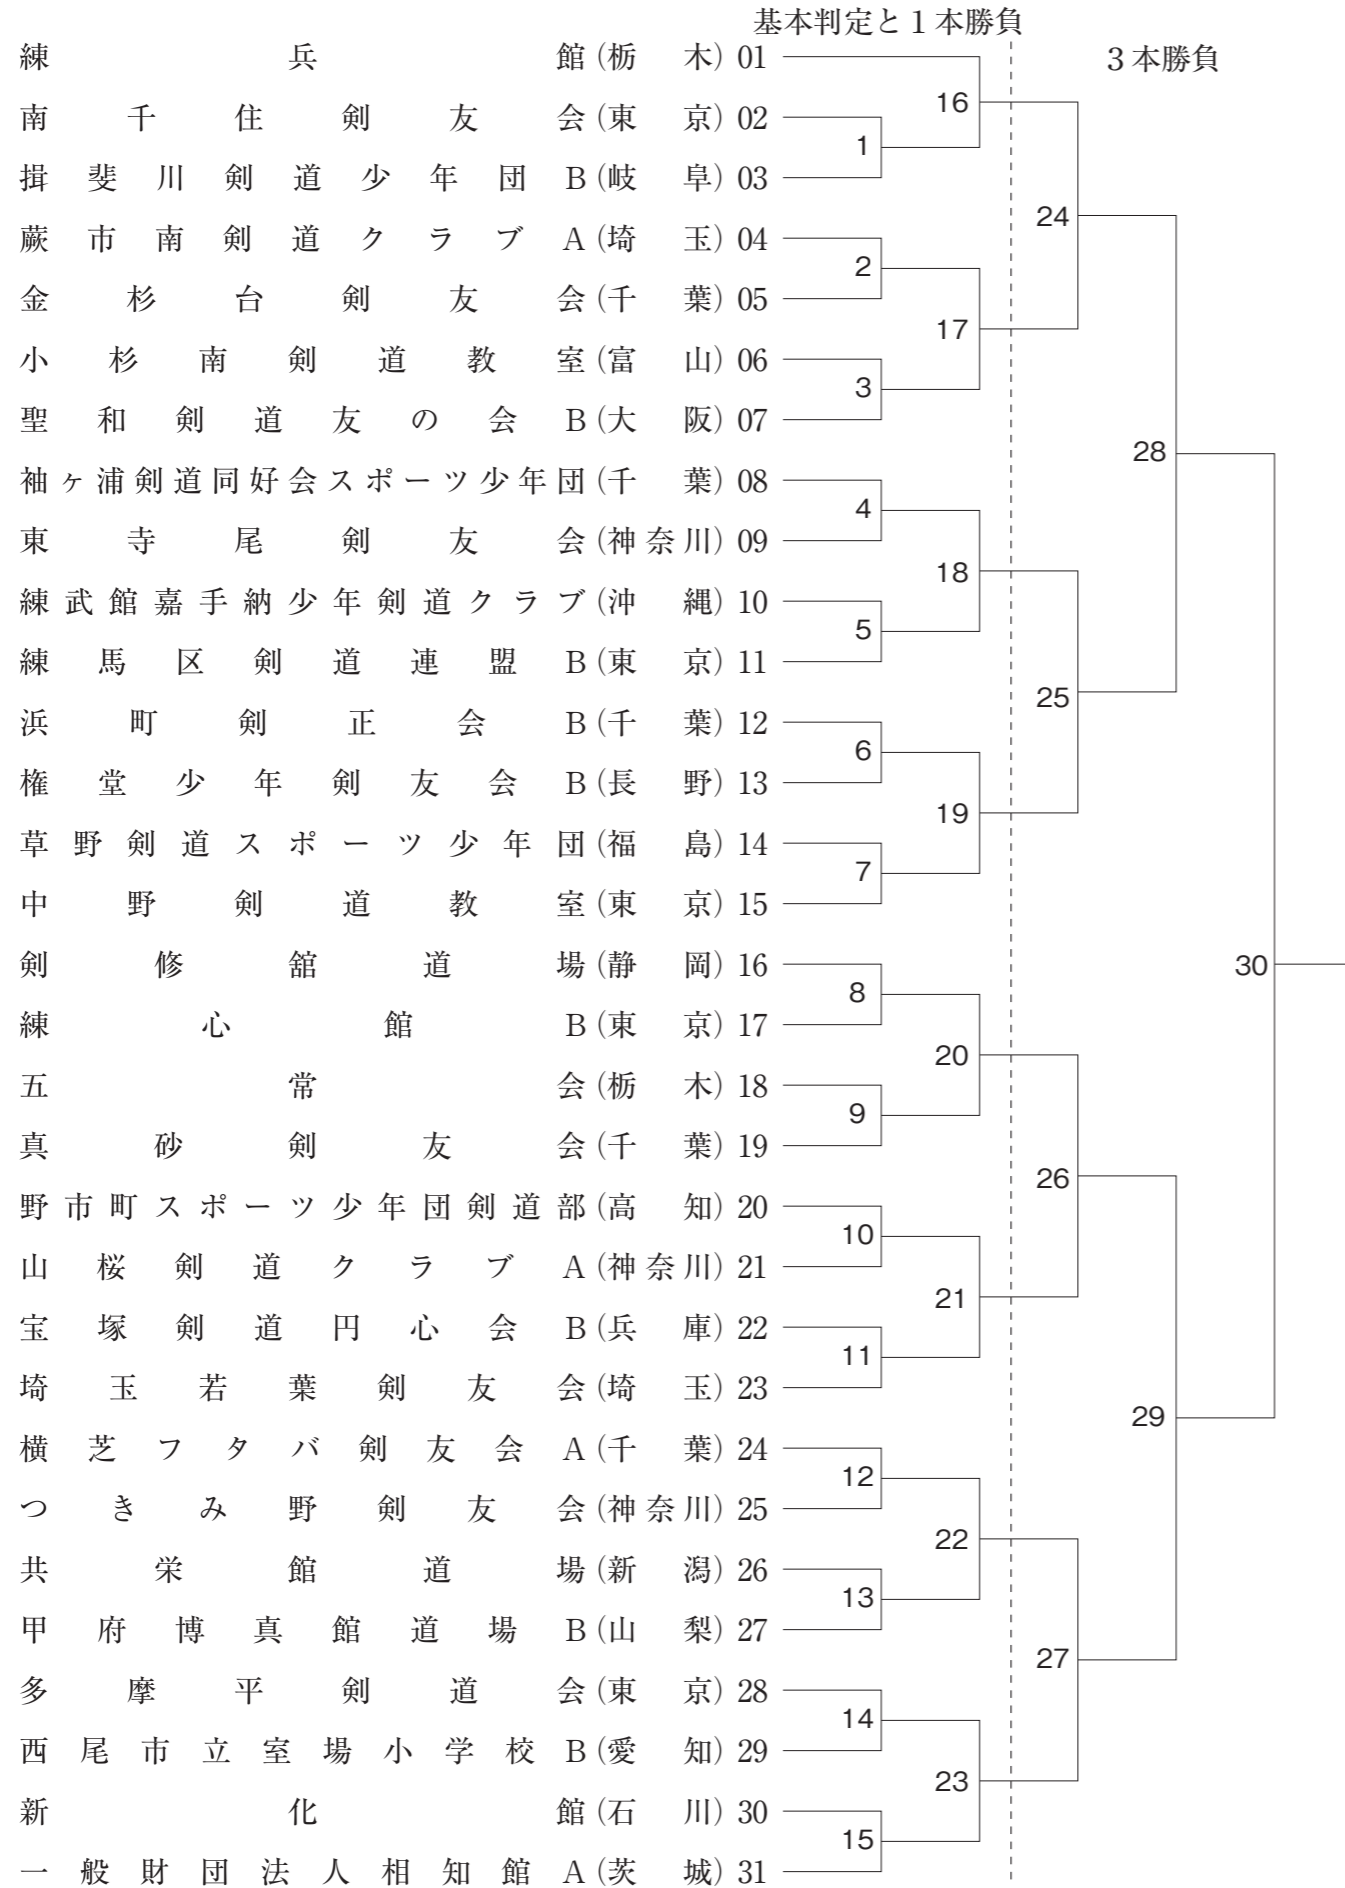 基本判定と１本勝負
３本勝負
練兵館(栃木) 01
南千住剣友会(東京) 02
揖斐川剣道少年団B(岐阜) 03
蕨市南剣道クラブA(埼玉) 04
金杉台剣友会(千葉) 05
小杉南剣道教室(富山) 06
聖和剣道友の会B(大阪) 07
袖ヶ浦剣道同好会スポーツ少年団(千葉) 08
東寺尾剣友会(神奈川) 09
練武館嘉手納少年剣道クラブ(沖縄) 10
練馬区剣道連盟B(東京) 11
浜町剣正会B(千葉) 12
権堂少年剣友会B(長野) 13
草野剣道スポーツ少年団(福島) 14
中野剣道教室(東京) 15
剣修舘道場(静岡) 16
練心館B(東京) 17
五常会(栃木) 18
真砂剣友会(千葉) 19
野市町スポーツ少年団剣道部(高知) 20
山桜剣道クラブA(神奈川) 21
宝塚剣道円心会B(兵庫) 22
埼玉若葉剣友会(埼玉) 23
横芝フタバ剣友会A(千葉) 24
つきみ野剣友会(神奈川) 25
共栄館道場(新潟) 26
甲府博真館道場B(山梨) 27
多摩平剣道会(東京) 28
西尾市立室場小学校B(愛知) 29
新化館(石川) 30
一般財団法人相知館A(茨城) 31
1
2
3
4
5
6
7
8
9
10
11
12
13
14
15
16
17
18
19
20
21
22
23
24
25
26
27
28
29
30